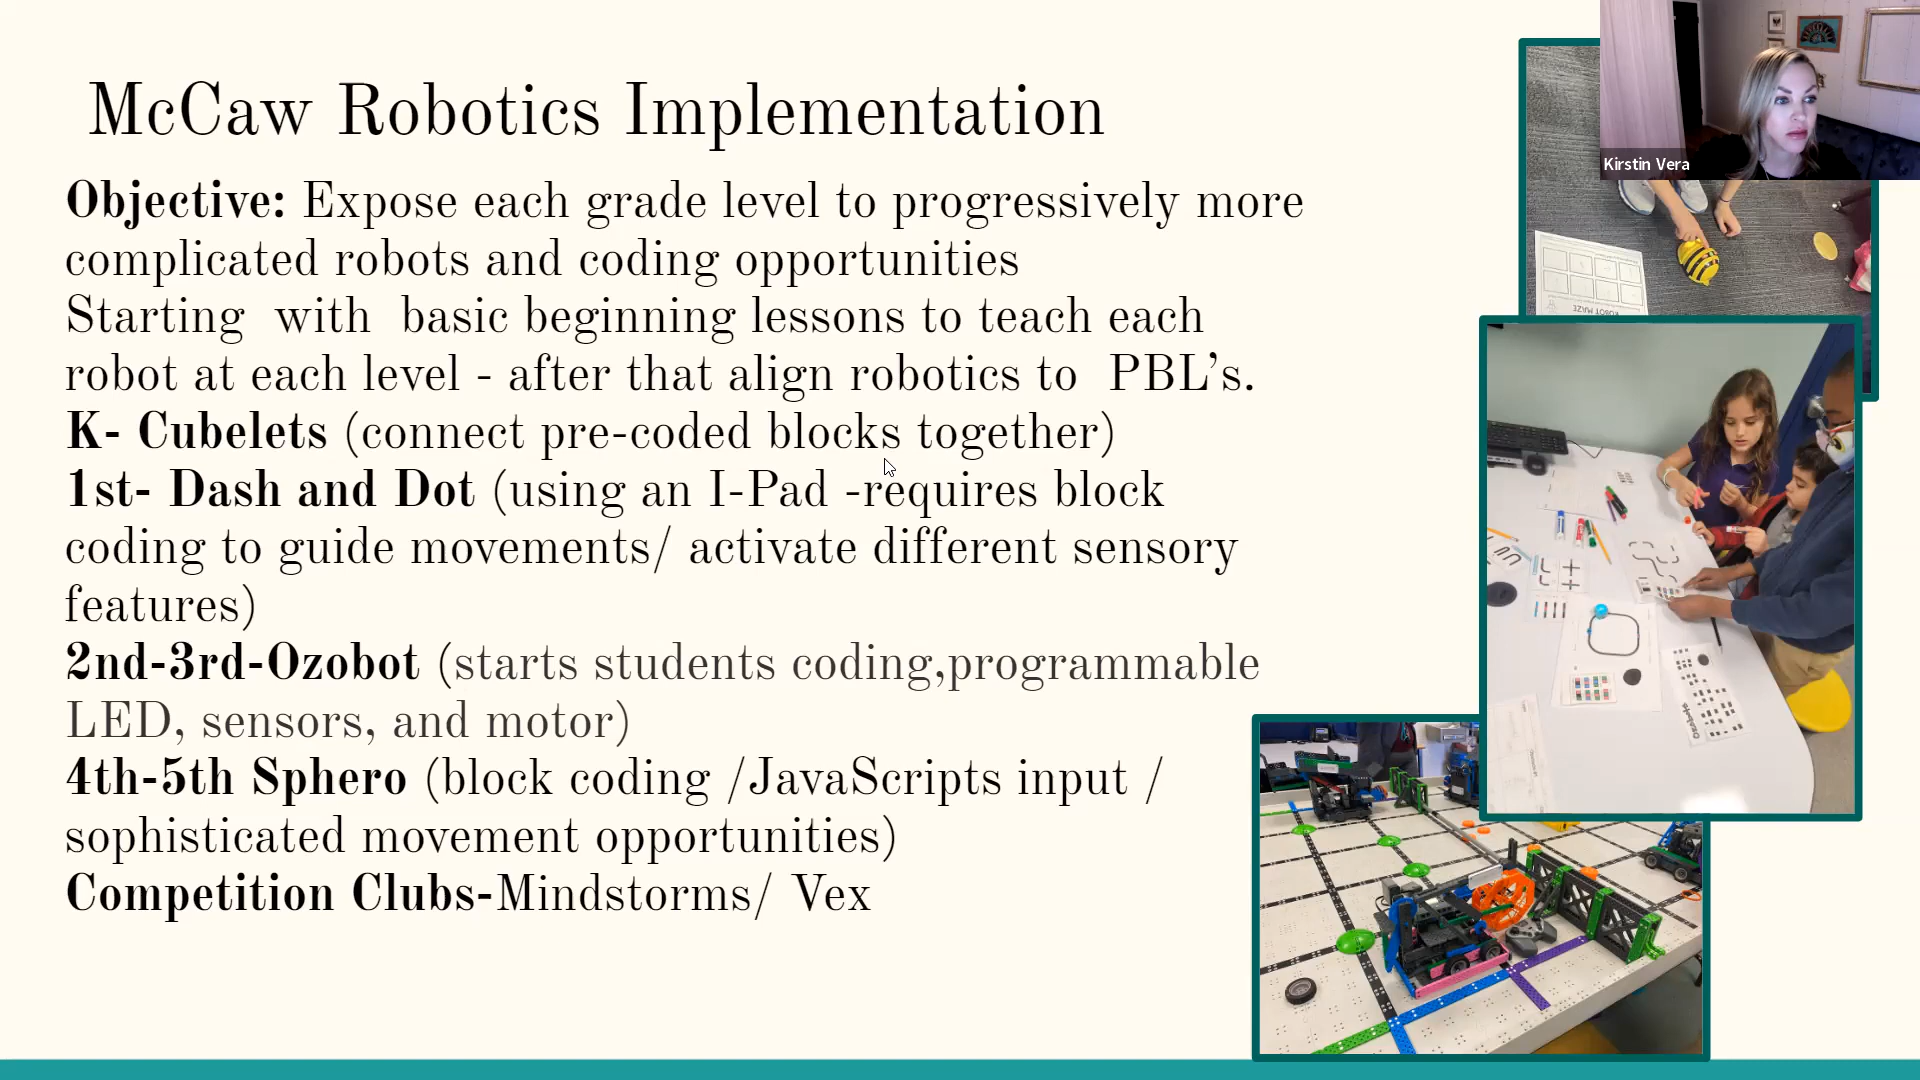 McCaw Robotics Implementation
Kirstin Vera
Objective: Expose each grade level to progressively more
complicated robots and coding opportunities
Starting with basic beginning lessons to teach each
robot at each level - after that align robotics to PBL's.
K- Cubelets (connect pre-coded blocks together)
1st- Dash and Dot (using an I-Pad -requires block
coding to guide movements/ activate different sensory
features)
2nd-3rd-Ozobot (starts students coding,programmable
LED, sensors, and motor)
4th-5th Sphero (block coding /JavaScripts input /
sophisticated movement opportunities)
Competition Clubs-Mindstorms/ Vex
ROBOT MAZE